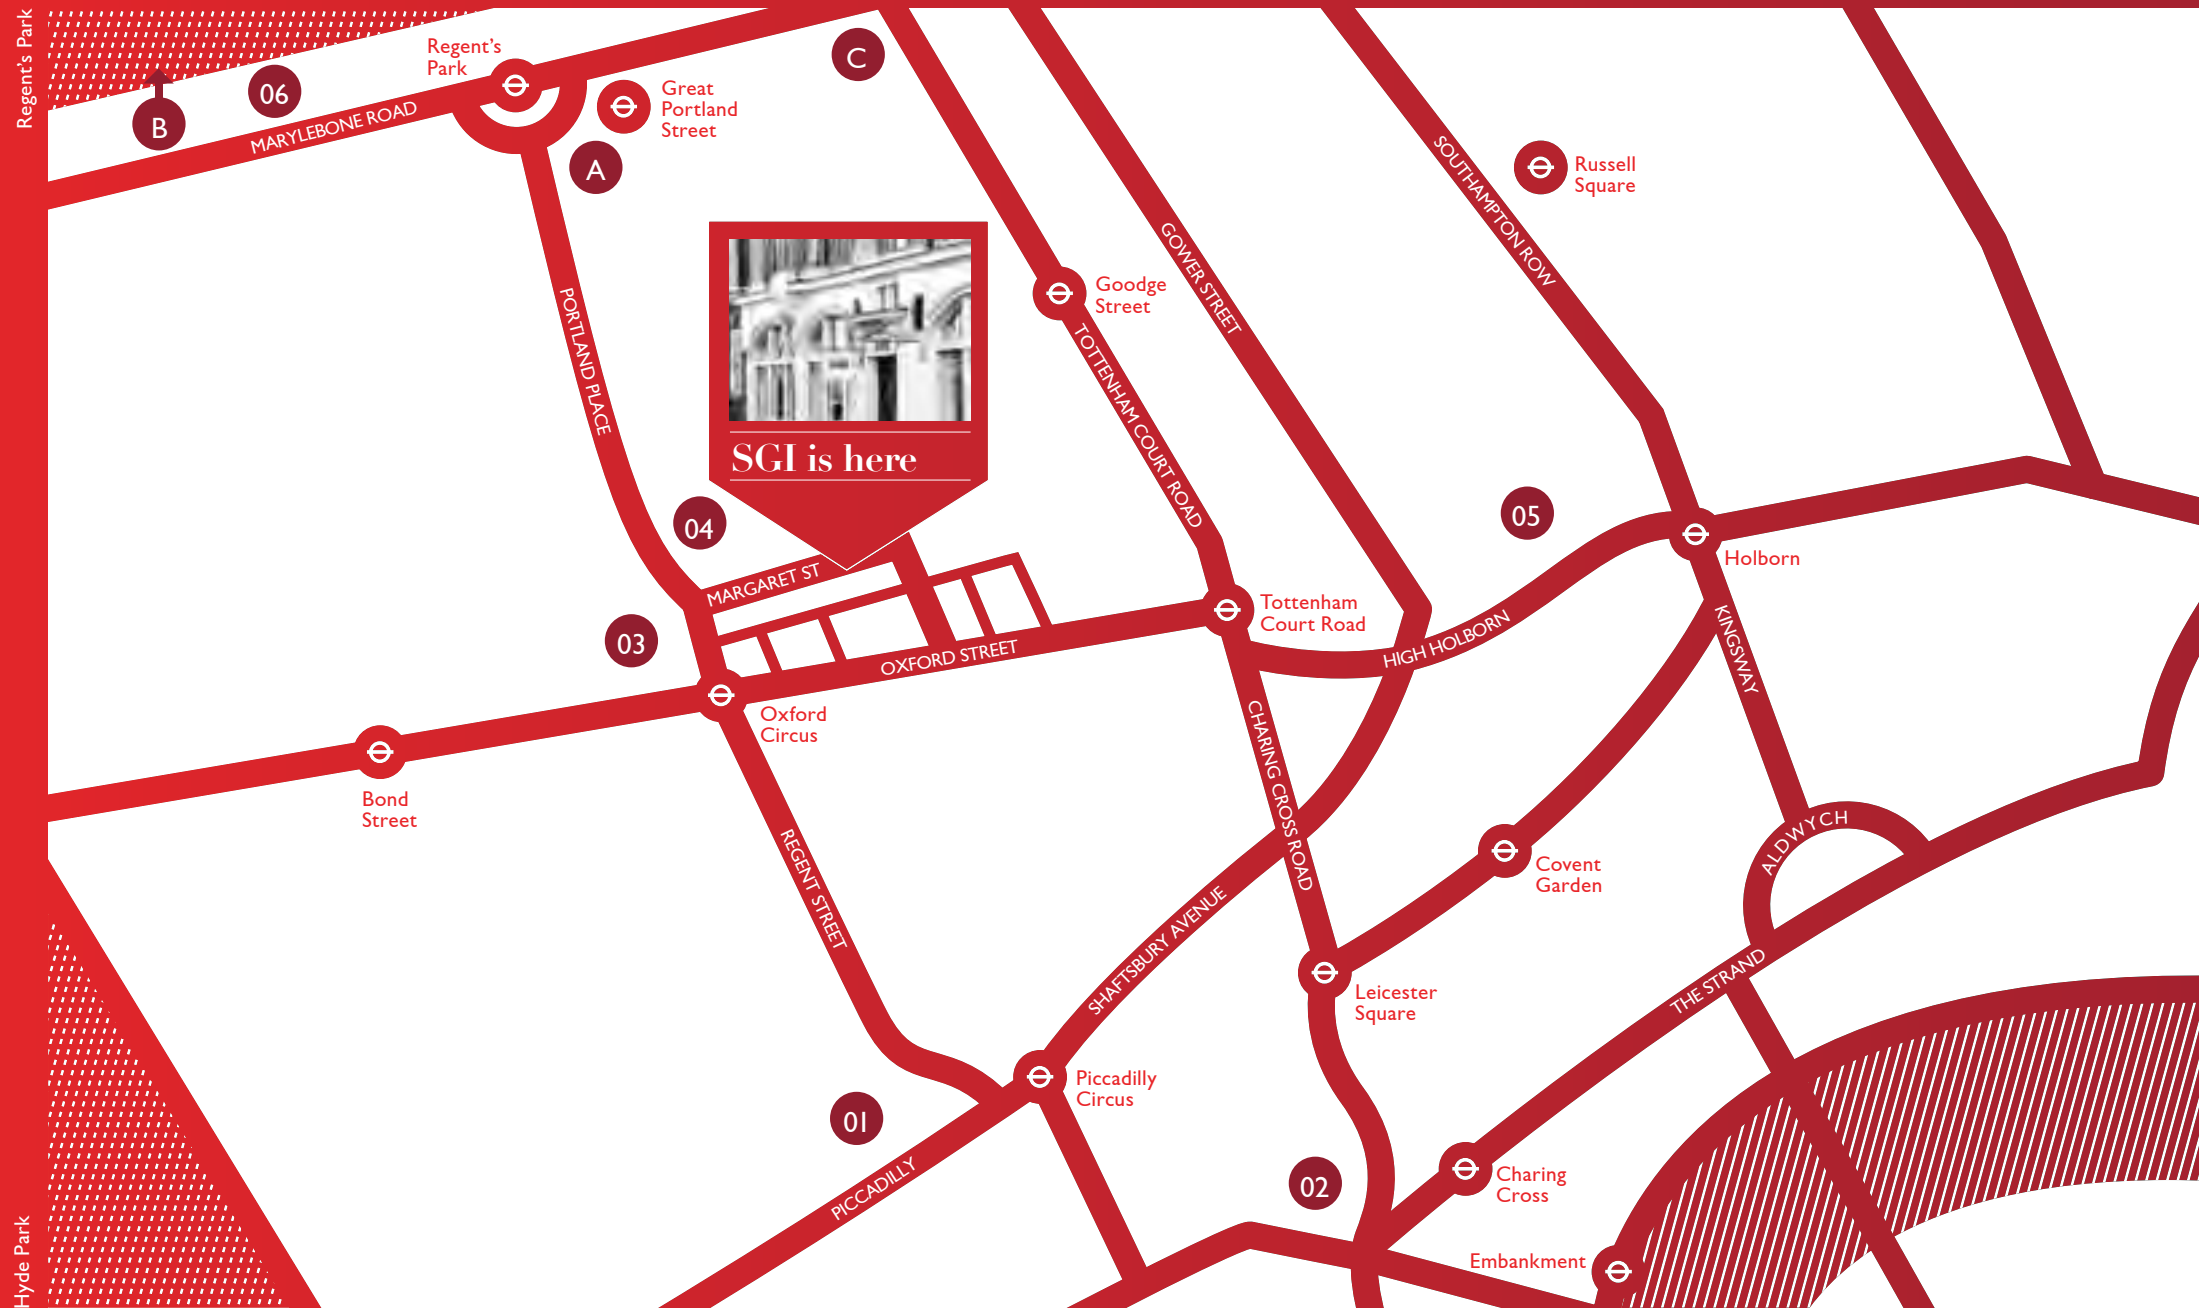 Regent's Park
Regent's
Park
C
06
B
MARYLEBONE ROAD
Great
Portland
Street
A
SOUTHAMPTON ROW
Russell
Square
GOWER STREET
Goodge
Street
PORTLAND PLACE
TOTTENHAM COURT ROAD
SGI is here
04
05
Holborn
MARGARET ST
03
Tottenham
Court Road
HIGH HOLBORN
KINGSWAY
OXFORD STREET
Oxford
Circus
CHARING CROSS ROAD
Bond
Street
REGENT STREET
ALDWYCH
Covent
Garden
SHAFTSBURY AVENUE
THE STRAND
Leicester
Square
Piccadilly
Circus
01
PICCADILLY
02
Charing
Cross
Embankment
Hyde Park